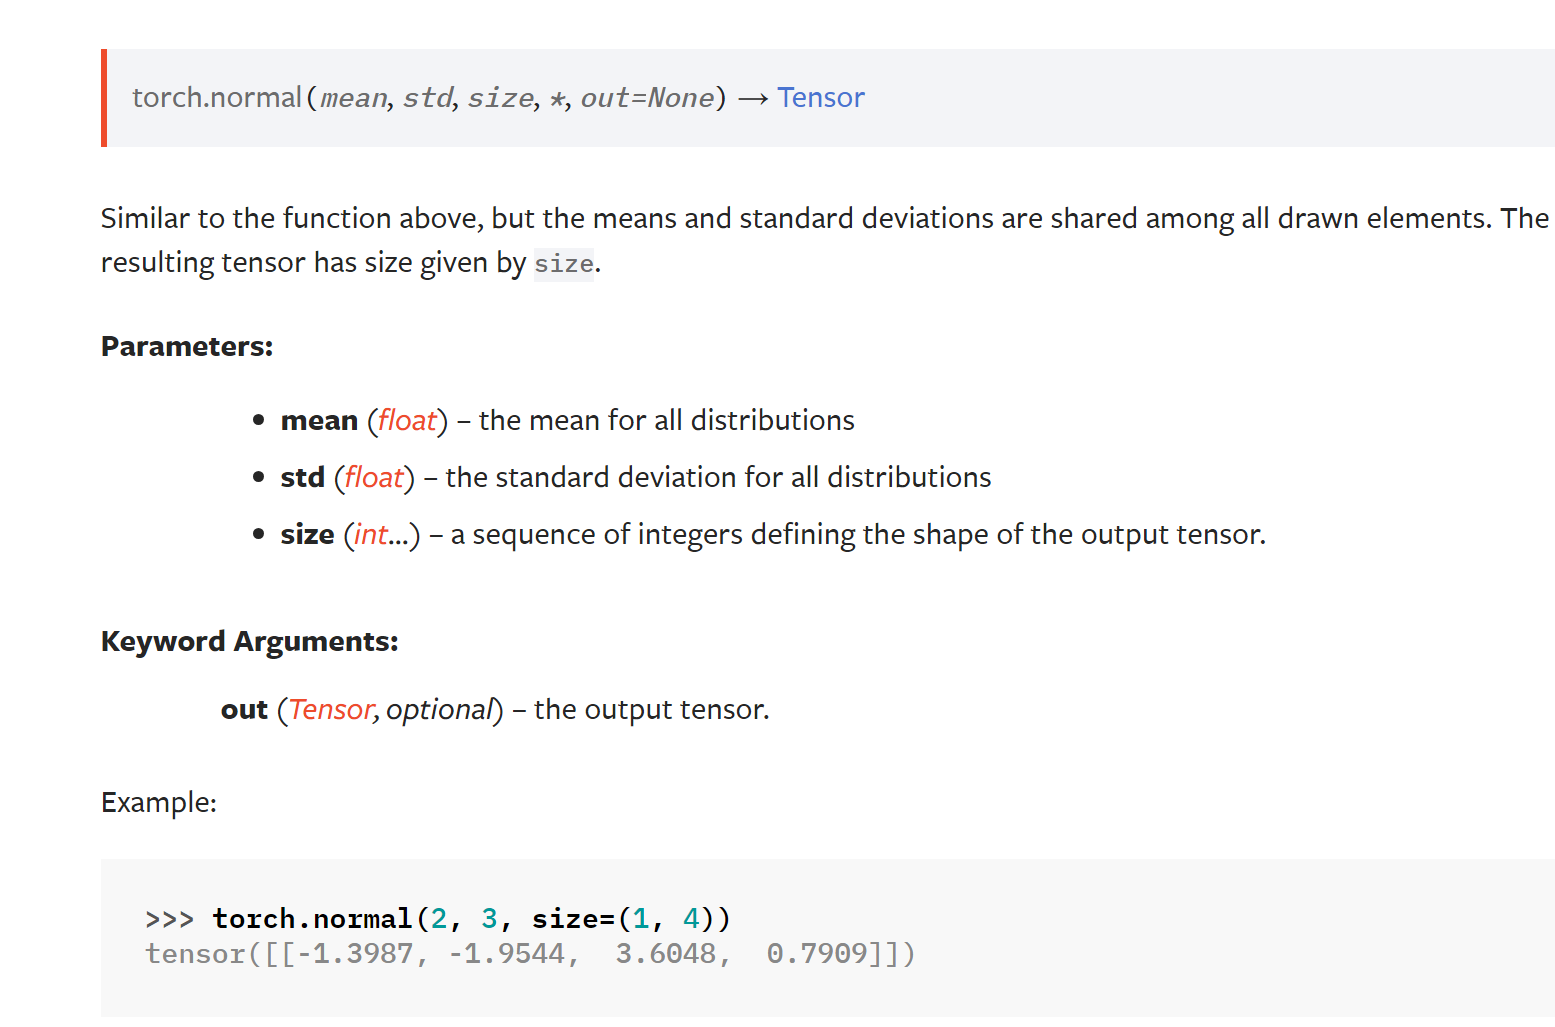 torch.normal(mean, std, size, *, out=None) → Tensor
Similar to the function above, but the means and standard deviations are shared among all drawn elements. The
resulting tensor has size given by size.
Parameters:
• mean (float) – the mean for all distributions
• std (float) – the standard deviation for all distributions
• size (int...) – a sequence of integers defining the shape of the output tensor.
Keyword Arguments:
out (Tensor, optional) – the output tensor.
Example:
>>> torch.normal(2, 3, size=(1, 4))
tensor([[-1.3987, -1.9544,  3.6048,  0.7909]])